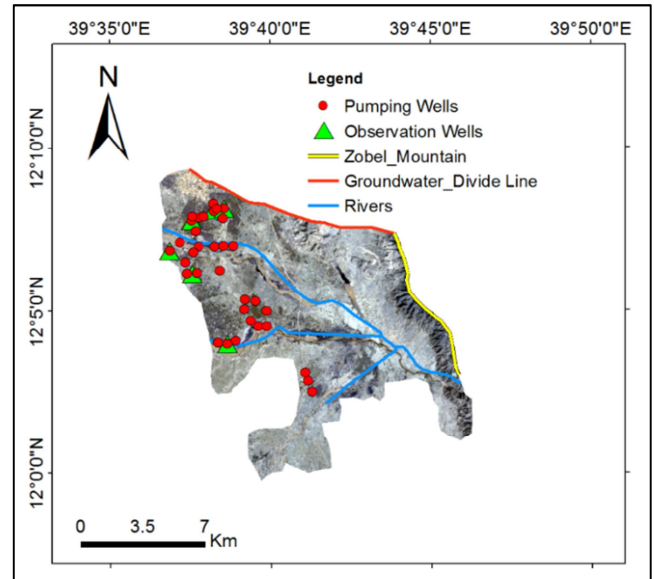 39°35'0"E 39°40'0"E 39°45'0"E 39°50'0"E
N
Legend
Pumping Wells
Observation Wells
Zobel_Mountain
Groundwater_Divide Line
Rivers
12°10'0"N
12°5'0"N
12°0'0"N
0 3.5 7
Km